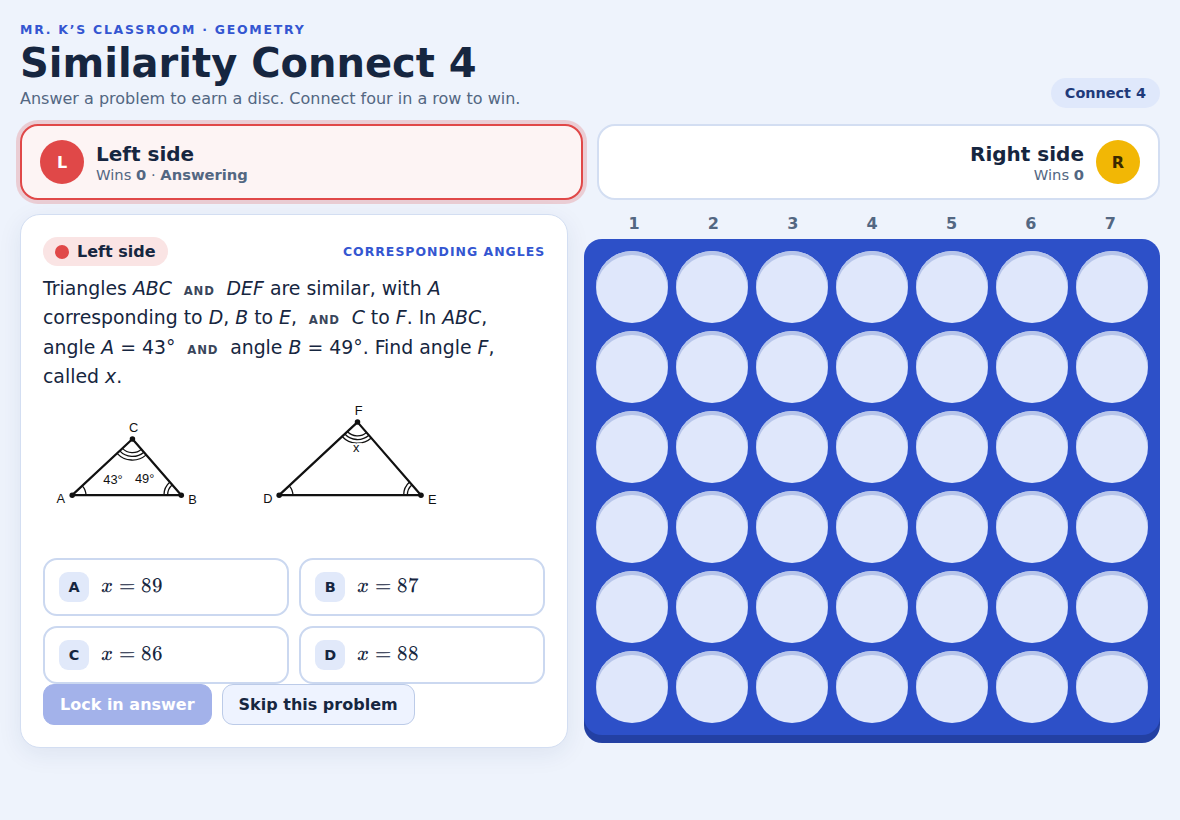 MR. K’S CLASSROOM · GEOMETRY
Similarity Connect 4
Answer a problem to earn a disc. Connect four in a row to win.
Connect 4
L
Left side
Wins 0 · Answering
Right side
Wins 0
R
Left side
CORRESPONDING ANGLES
Triangles ABC AND DEF are similar, with A
corresponding to D, B to E, AND C to F. In ABC,
angle A = 43° AND angle B = 49°. Find angle F,
called x.
C
43°
49°
A
B
F
x
D
E
A x = 89
B x = 87
C x = 86
D x = 88
Lock in answer
Skip this problem
1 2 3 4 5 6 7